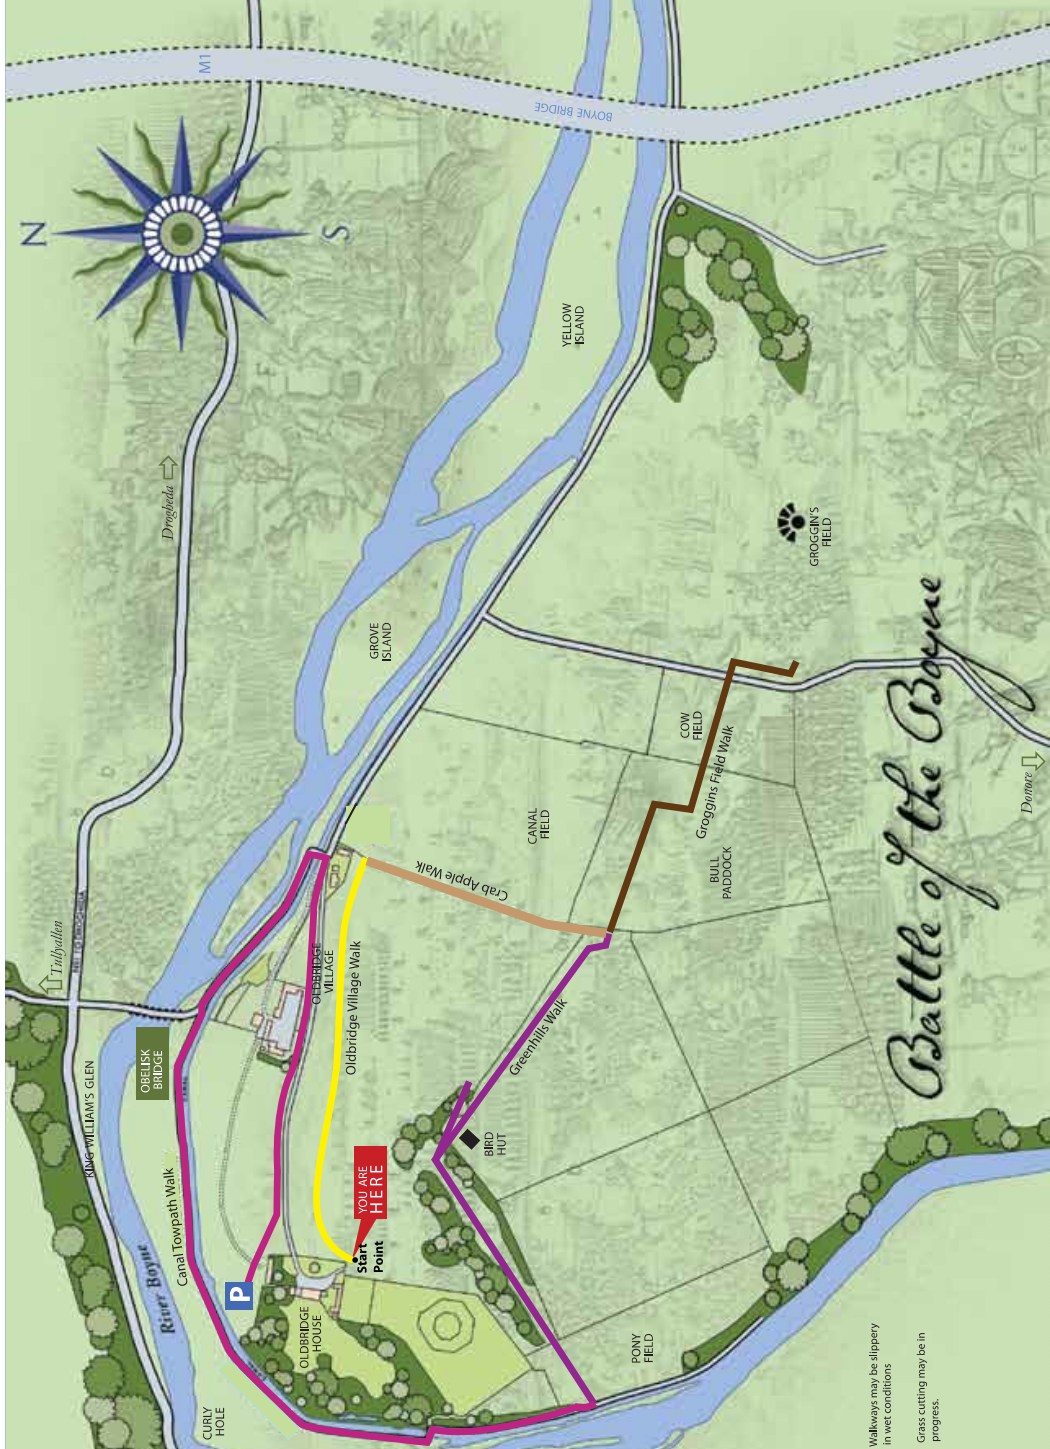 N
S
M1
BOYNE BRIDGE
Drogheda
YELLOW
ISLAND
GROVE
ISLAND
GROGGIN'S
FIELD
Tullyallen
N51 TO DROGHEDA
OBELISK
BRIDGE
KING WILLIAM'S GLEN
Canal Towpath Walk
River Boyne
CURLY
HOLE
P
OLDBRIDGE
HOUSE
Start
Point
YOU ARE
HERE
OLDBRIDGE
VILLAGE
Oldbridge Village Walk
Crab Apple Walk
CANAL
FIELD
COW
FIELD
Groggins Field Walk
BULL
PADDOCK
Greenhills Walk
BIRD
HUT
PONY
FIELD
Donore
Battle of the Boyne
Walkways may be slippery
in wet conditions
Grass cutting may be in
progress.